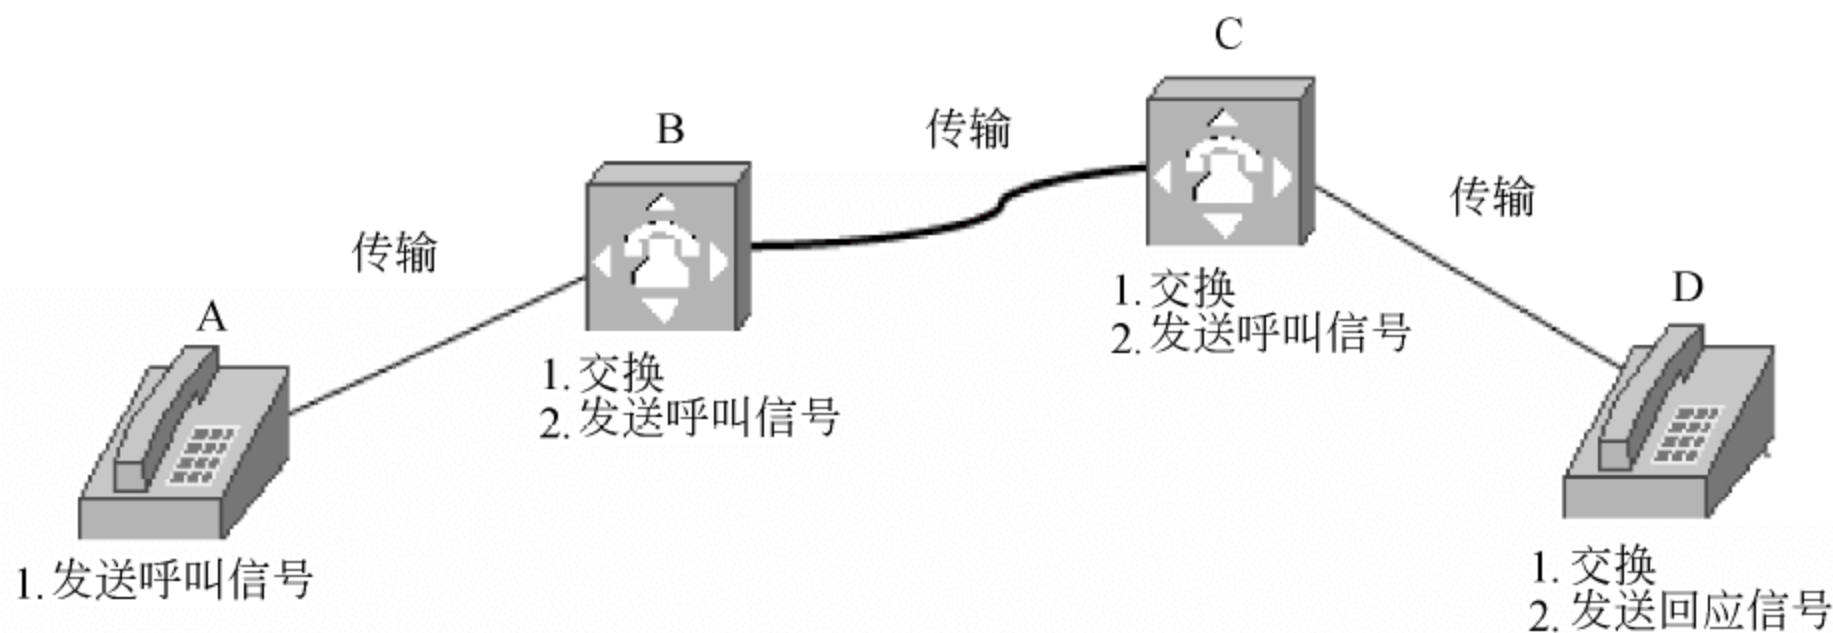 A
1. 发送呼叫信号
传输
B
1. 交换
2. 发送呼叫信号
传输
C
1. 交换
2. 发送呼叫信号
传输
D
1. 交换
2. 发送回应信号